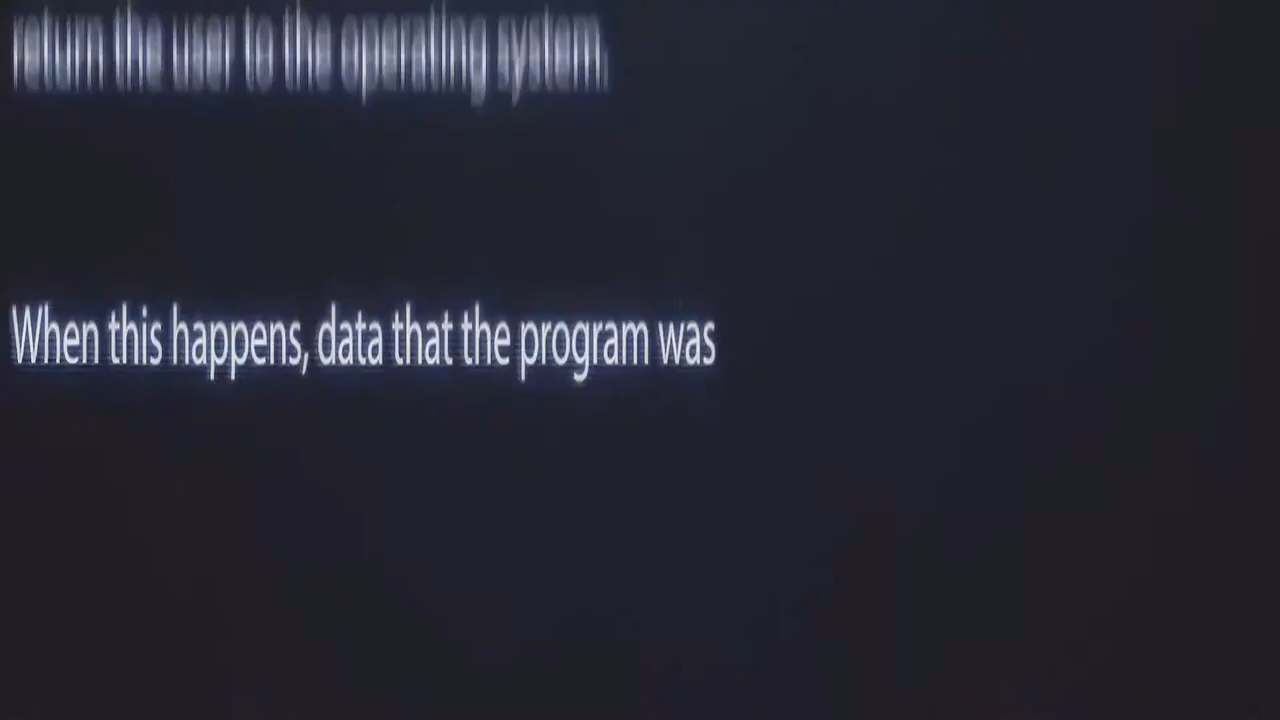 return the user to the operating system.
When this happens, data that the program was